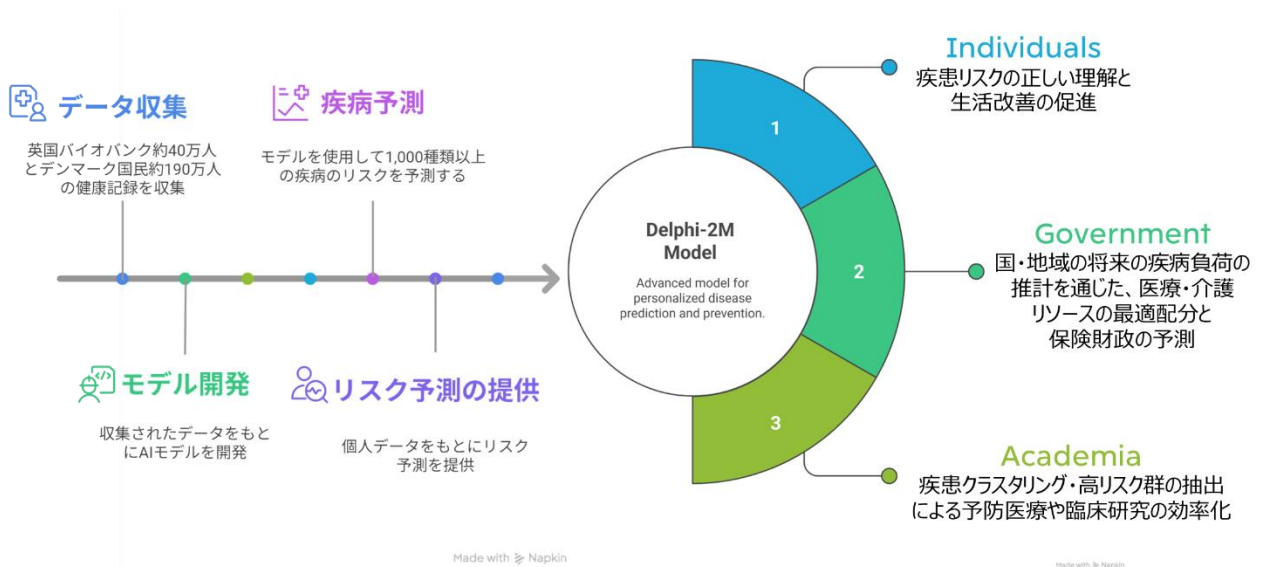 データ収集
英国バイオバンク約40万人
とデンマーク国民約190万人
の健康記録を収集
疾病予測
モデルを使用して1,000種類以上
の疾病のリスクを予測する
モデル開発
収集されたデータをもと
にAIモデルを開発
リスク予測の提供
個人データをもとにリスク
予測を提供
Made with Napkin
Delphi-2M
Model
Advanced model for
personalized disease
prediction and prevention.
1
Individuals
疾患リスクの正しい理解と
生活改善の促進
2
Government
国・地域の将来の疾病負荷の
推計を通じた、医療・介護
リソースの最適配分と
保険財政の予測
3
Academia
疾患クラスタリング・高リスク群の抽出
による予防医療や臨床研究の効率化
Made with Napkin